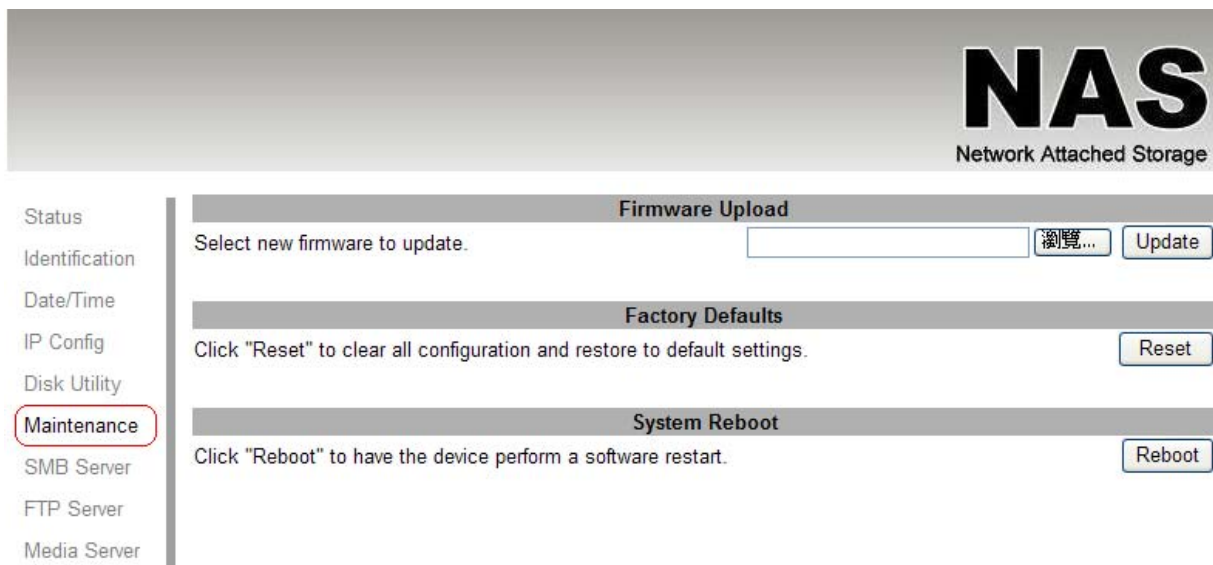 NAS
Network Attached Storage
Status
Identification
Date/Time
IP Config
Disk Utility
Maintenance
SMB Server
FTP Server
Media Server
Firmware Upload
Select new firmware to update.
瀏覽...
Update
Factory Defaults
Click "Reset" to clear all configuration and restore to default settings.
Reset
System Reboot
Click "Reboot" to have the device perform a software restart.
Reboot